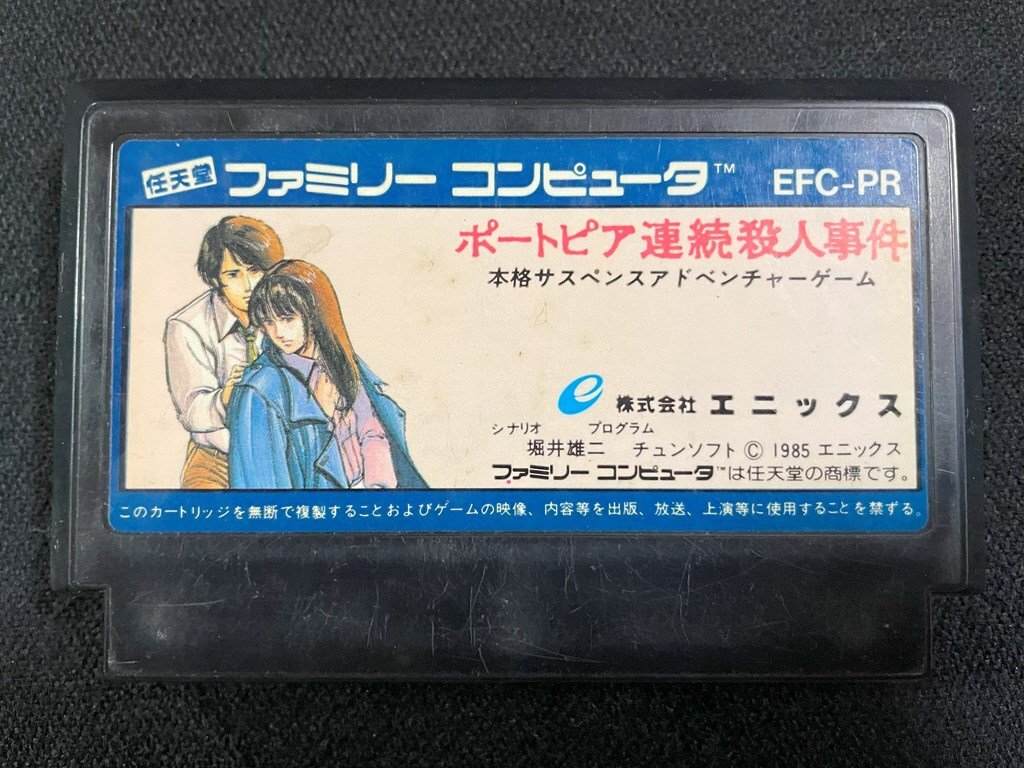 任天堂 ファミリー コンピュータ™ EFC-PR
ポートピア連続殺人事件
本格サスペンスアドベンチャーゲーム
e 株式会社 エニックス
シナリオ プログラム
堀井雄二 チュンソフト © 1985 エニックス
ファミリー コンピュータ™は任天堂の商標です。
このカートリッジを無断で複製することおよびゲームの映像、内容等を出版、放送、上演等に使用することを禁ずる。